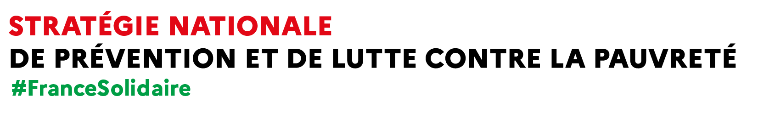 STRATÉGIE NATIONALE
DE PRÉVENTION ET DE LUTTE CONTRE LA PAUVRETÉ
#FranceSolidaire